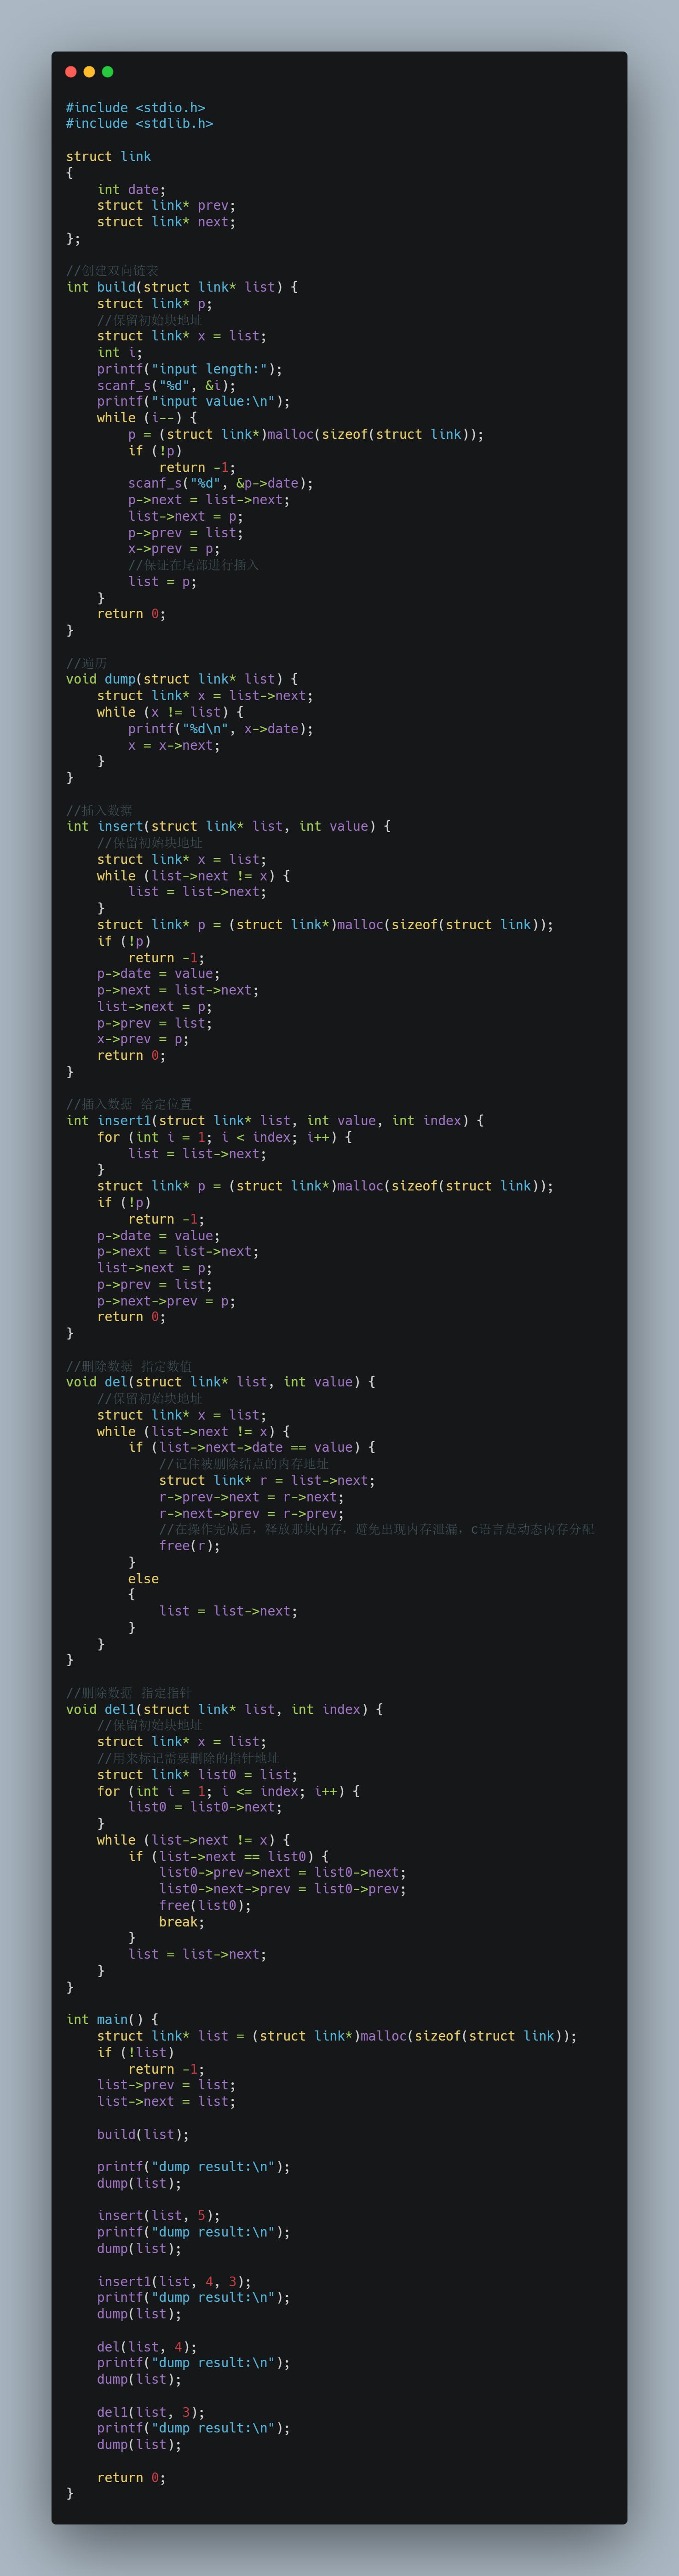 #include <stdio.h>
#include <stdlib.h>
struct link
{
    int date;
    struct link* prev;
    struct link* next;
};
//创建双向链表
int build(struct link* list) {
    struct link* p;
    //保留初始块地址
    struct link* x = list;
    int i;
    printf("input length:");
    scanf_s("%d", &i);
    printf("input value:\n");
    while (i--) {
        p = (struct link*)malloc(sizeof(struct link));
        if (!p)
            return -1;
        scanf_s("%d", &p->date);
        p->next = list->next;
        list->next = p;
        p->prev = list;
        x->prev = p;
        //保证在尾部进行插入
        list = p;
    }
    return 0;
}
//遍历
void dump(struct link* list) {
    struct link* x = list->next;
    while (x != list) {
        printf("%d\n", x->date);
        x = x->next;
    }
}
//插入数据
int insert(struct link* list, int value) {
    //保留初始块地址
    struct link* x = list;
    while (list->next != x) {
        list = list->next;
    }
    struct link* p = (struct link*)malloc(sizeof(struct link));
    if (!p)
        return -1;
    p->date = value;
    p->next = list->next;
    list->next = p;
    p->prev = list;
    x->prev = p;
    return 0;
}
//插入数据 给定位置
int insert1(struct link* list, int value, int index) {
    for (int i = 1; i < index; i++) {
        list = list->next;
    }
    struct link* p = (struct link*)malloc(sizeof(struct link));
    if (!p)
        return -1;
    p->date = value;
    p->next = list->next;
    list->next = p;
    p->prev = list;
    p->next->prev = p;
    return 0;
}
//删除数据 指定数值
void del(struct link* list, int value) {
    //保留初始块地址
    struct link* x = list;
    while (list->next != x) {
        if (list->next->date == value) {
            //记住被删除结点的内存地址
            struct link* r = list->next;
            r->prev->next = r->next;
            r->next->prev = r->prev;
            //在操作完成后，释放那块内存，避免出现内存泄漏，c语言是动态内存分配
            free(r);
        }
        else
        {
            list = list->next;
        }
    }
}
//删除数据 指定指针
void del1(struct link* list, int index) {
    //保留初始块地址
    struct link* x = list;
    //用来标记需要删除的指针地址
    struct link* list0 = list;
    for (int i = 1; i <= index; i++) {
        list0 = list0->next;
    }
    while (list->next != x) {
        if (list->next == list0) {
            list0->prev->next = list0->next;
            list0->next->prev = list0->prev;
            free(list0);
            break;
        }
        list = list->next;
    }
}
int main() {
    struct link* list = (struct link*)malloc(sizeof(struct link));
    if (!list)
        return -1;
    list->prev = list;
    list->next = list;
    build(list);
    printf("dump result:\n");
    dump(list);
    insert(list, 5);
    printf("dump result:\n");
    dump(list);
    insert1(list, 4, 3);
    printf("dump result:\n");
    dump(list);
    del(list, 4);
    printf("dump result:\n");
    dump(list);
    del1(list, 3);
    printf("dump result:\n");
    dump(list);
    return 0;
}